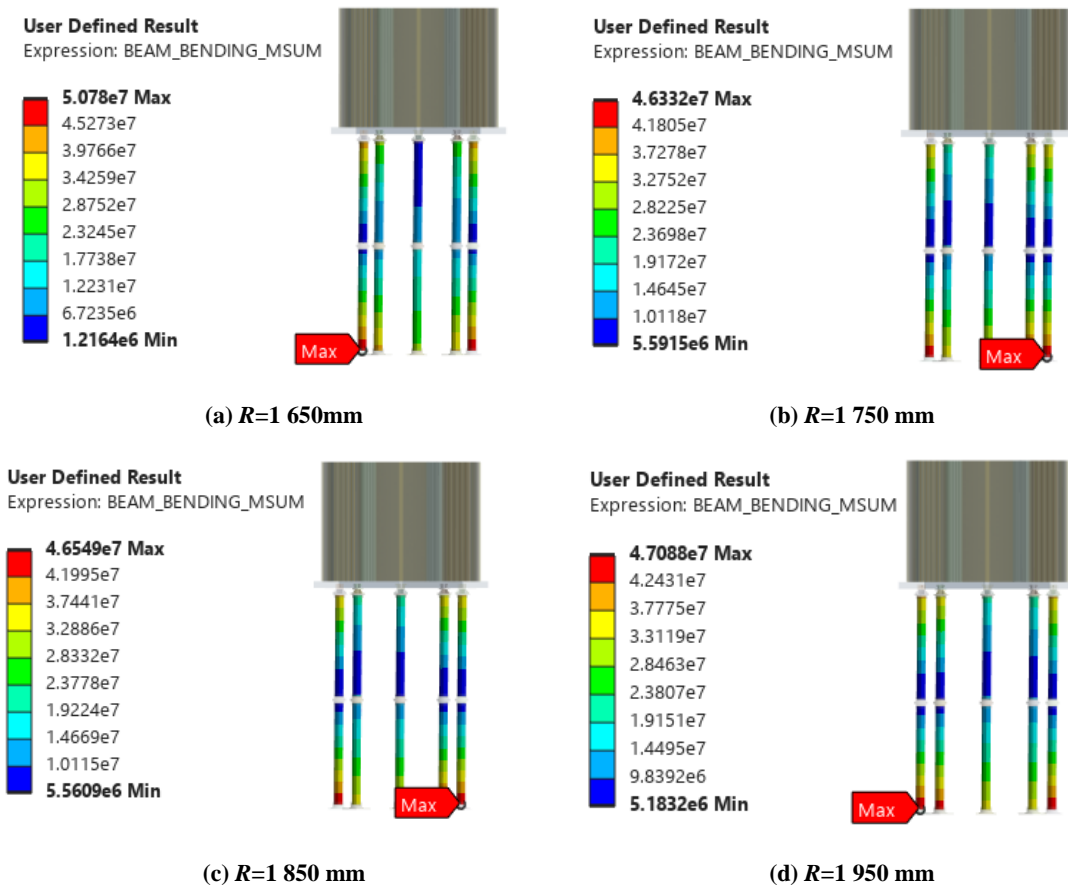 User Defined Result
Expression: BEAM_BENDING_MSUM
5.078e7 Max
4.5273e7
3.9766e7
3.4259e7
2.8752e7
2.3245e7
1.7738e7
1.2231e7
6.7235e6
1.2164e6 Min
Max
(a) R=1 650mm
User Defined Result
Expression: BEAM_BENDING_MSUM
4.6332e7 Max
4.1805e7
3.7278e7
3.2752e7
2.8225e7
2.3698e7
1.9172e7
1.4645e7
1.0118e7
5.5915e6 Min
Max
(b) R=1 750 mm
User Defined Result
Expression: BEAM_BENDING_MSUM
4.6549e7 Max
4.1995e7
3.7441e7
3.2886e7
2.8332e7
2.3778e7
1.9224e7
1.4669e7
1.0115e7
5.5609e6 Min
Max
(c) R=1 850 mm
User Defined Result
Expression: BEAM_BENDING_MSUM
4.7088e7 Max
4.2431e7
3.7775e7
3.3119e7
2.8463e7
2.3807e7
1.9151e7
1.4495e7
9.8392e6
5.1832e6 Min
Max
(d) R=1 950 mm